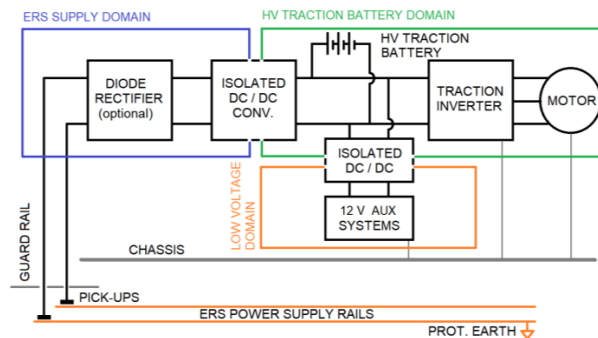 ERS SUPPLY DOMAIN
HV TRACTION BATTERY DOMAIN
HV TRACTION
BATTERY
DIODE
RECTIFIER
(optional)
ISOLATED
DC / DC
CONV.
TRACTION
INVERTER
MOTOR
ISOLATED
DC / DC
12 V AUX
SYSTEMS
LOW VOLTAGE
DOMAIN
GUARD RAIL
CHASSIS
PICK-UPS
ERS POWER SUPPLY RAILS
PROT. EARTH